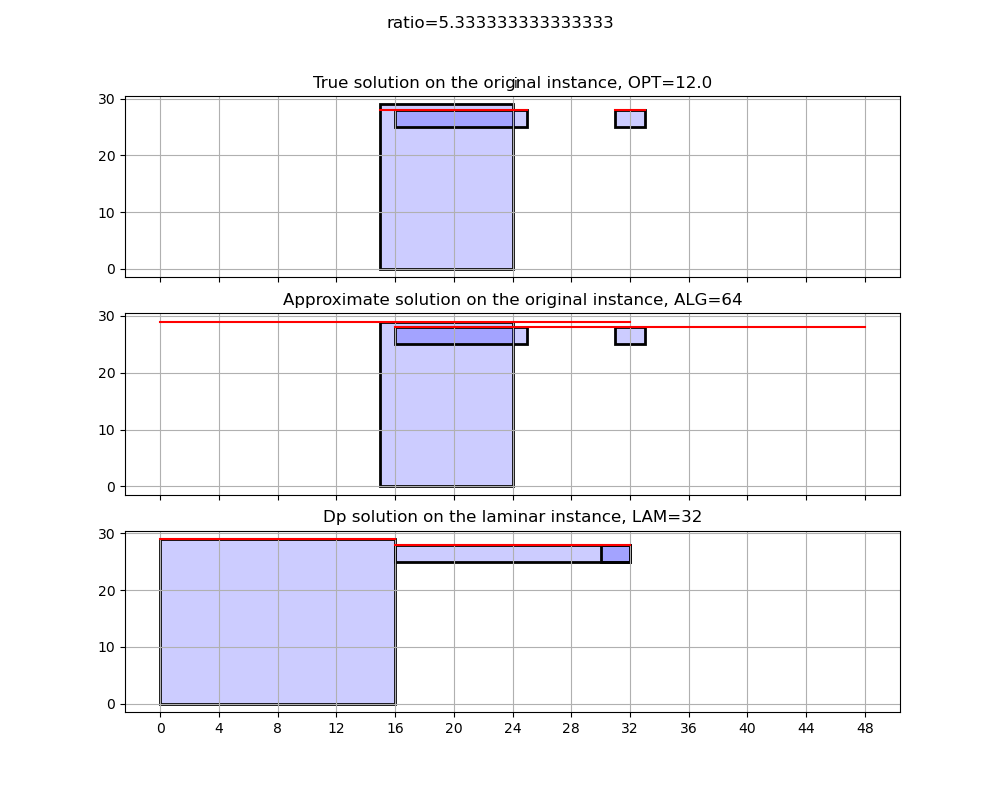 ratio=5.333333333333333
True solution on the original instance, OPT=12.0
30
20
10
0
Approximate solution on the original instance, ALG=64
30
20
10
0
Dp solution on the laminar instance, LAM=32
30
20
10
0
0 4 8 12 16 20 24 28 32 36 40 44 48